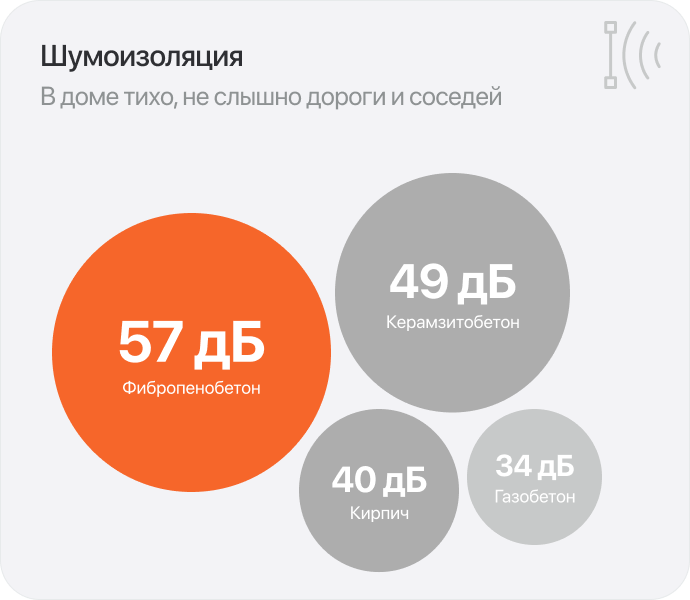 Шумоизоляция
В доме тихо, не слышно дороги и соседей
49 дБ
Керамзитобетон
57 дБ
Фибропенобетон
40 дБ
Кирпич
34 дБ
Газобетон